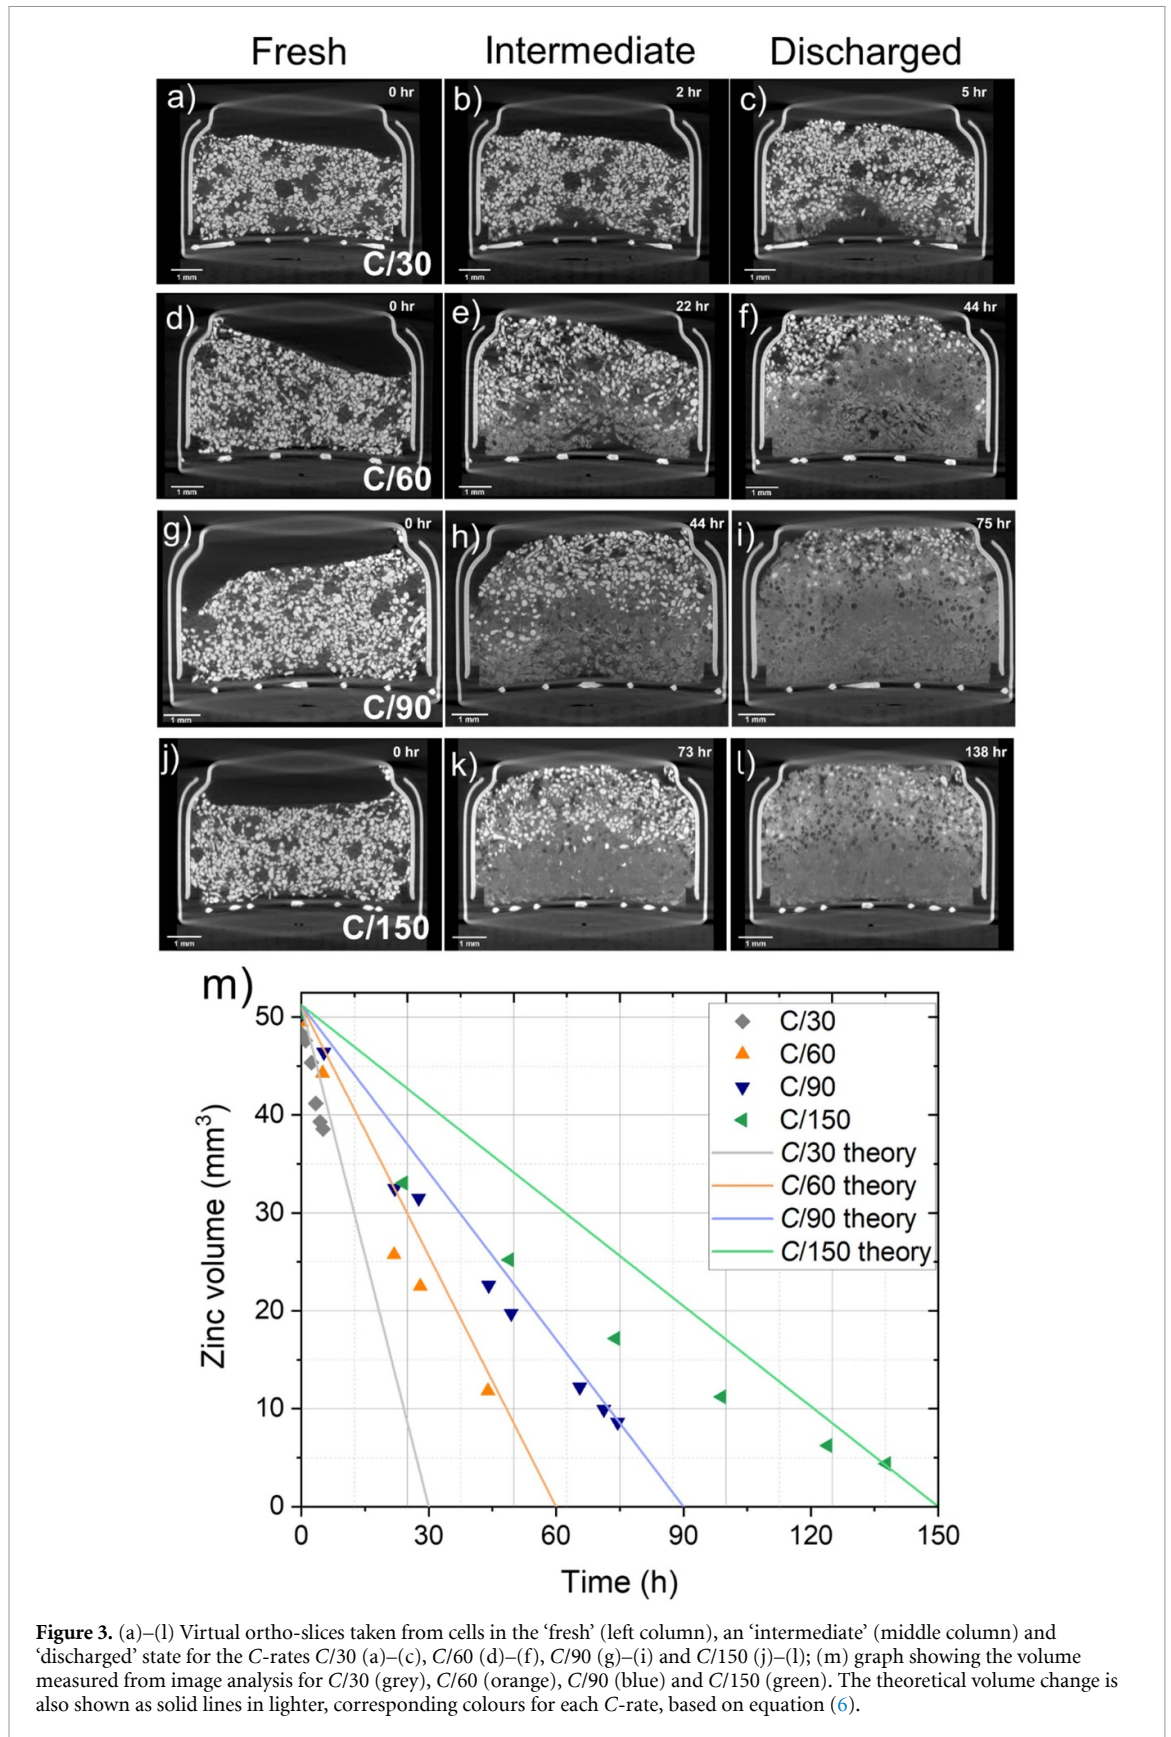 Fresh Intermediate Discharged
a) 0 hr b) 2 hr c) 5 hr
1 mm C/30 1 mm 1 mm
d) 0 hr e) 22 hr f) 44 hr
1 mm C/60 1 mm 1 mm
g) 0 hr h) 44 hr i) 75 hr
1 mm C/90 1 mm 1 mm
j) 0 hr k) 73 hr l) 138 hr
1 mm C/150 1 mm 1 mm
m)
50
40
30
20
10
0
Zinc volume (mm³)
C/30
C/60
C/90
C/150
C/30 theory
C/60 theory
C/90 theory
C/150 theory
0 30 60 90 120 150
Time (h)
Figure 3. (a)–(l) Virtual ortho-slices taken from cells in the ‘fresh’ (left column), an ‘intermediate’ (middle column) and
‘discharged’ state for the C-rates C/30 (a)–(c), C/60 (d)–(f), C/90 (g)–(i) and C/150 (j)–(l); (m) graph showing the volume
measured from image analysis for C/30 (grey), C/60 (orange), C/90 (blue) and C/150 (green). The theoretical volume change is
also shown as solid lines in lighter, corresponding colours for each C-rate, based on equation (6).